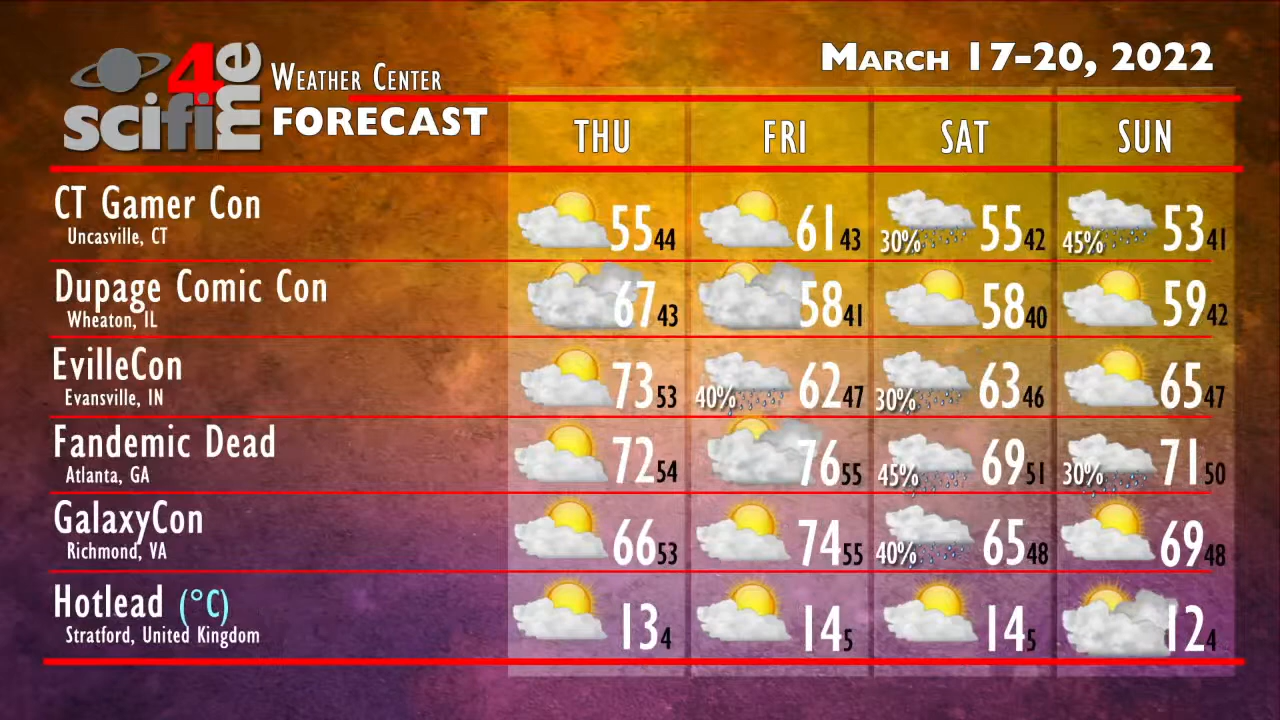 scifi4me
Weather Center
FORECAST
March 17-20, 2022
THU FRI SAT SUN
CT Gamer Con
Uncasville, CT
55 44 61 43 30% 55 42 45% 53 41
Dupage Comic Con
Wheaton, IL
67 43 58 41 58 40 59 42
EvilleCon
Evansville, IN
73 53 40% 62 47 30% 63 46 65 47
Fandemic Dead
Atlanta, GA
72 54 76 55 45% 69 51 30% 71 50
GalaxyCon
Richmond, VA
66 53 74 55 40% 65 48 69 48
Hotlead (°C)
Stratford, United Kingdom
13 4 14 5 14 5 12 4